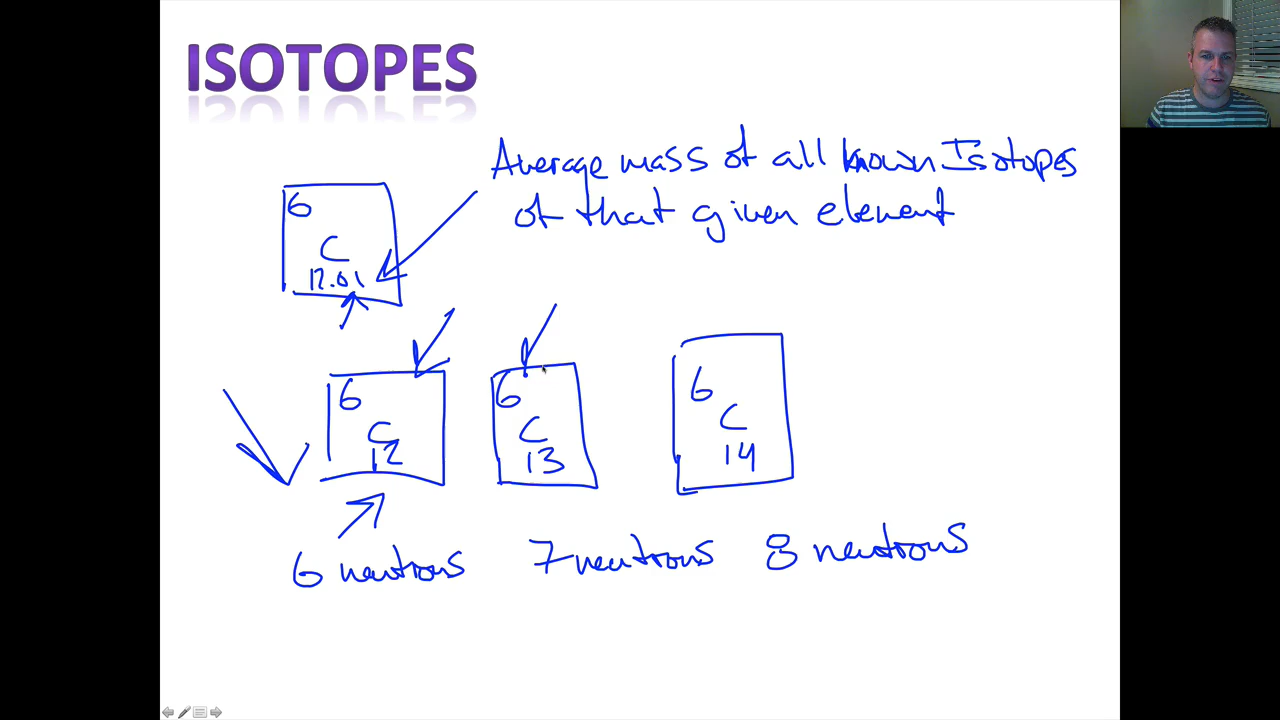 ISOTOPES
Average mass of all known Isotopes
of that given element
6
C
12.01
6
C
12
6
C
13
6
C
14
6 neutrons 7 neutrons 8 neutrons